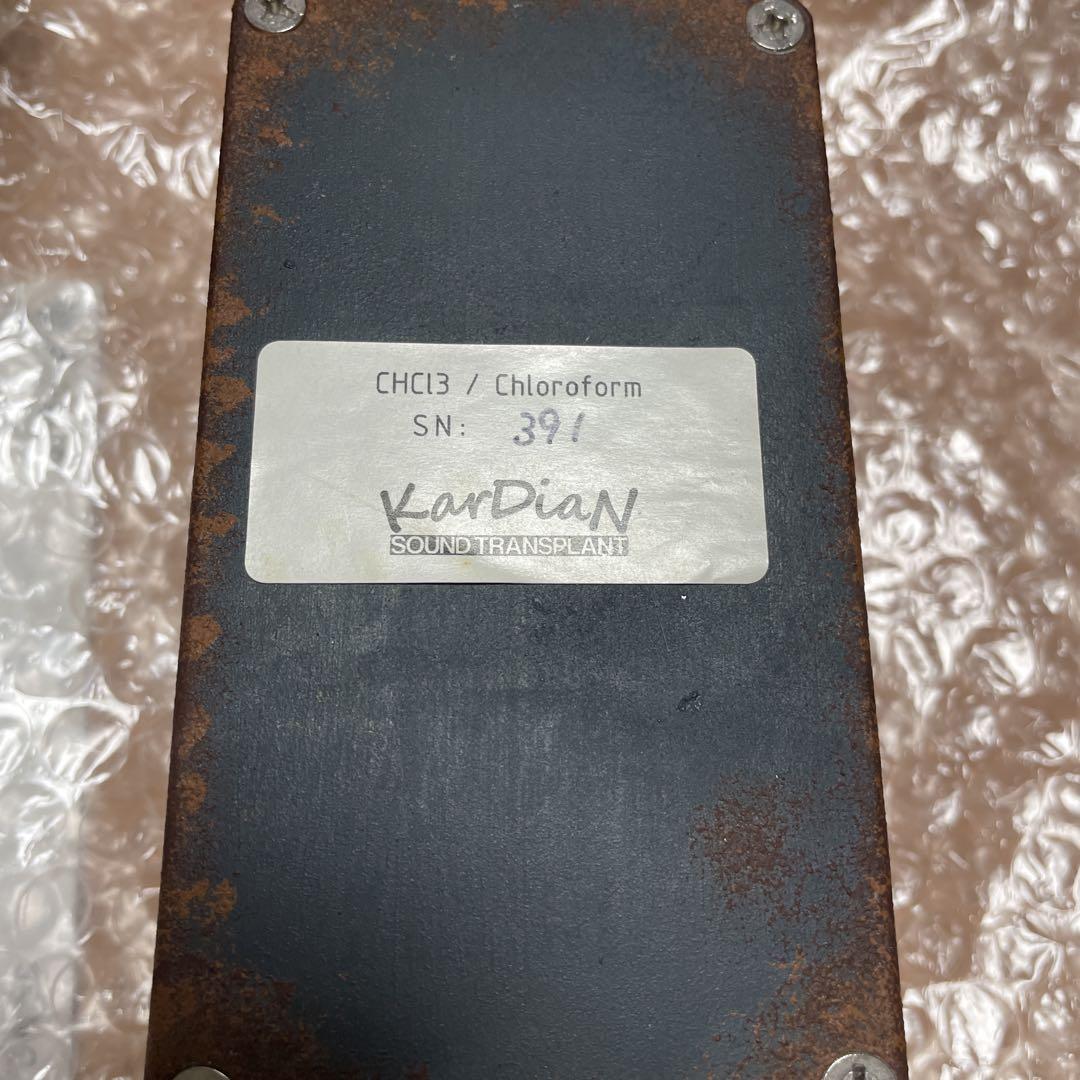 CHCl3 / Chloroform
SN: 391
KarDiaN
SOUND TRANSPLANT